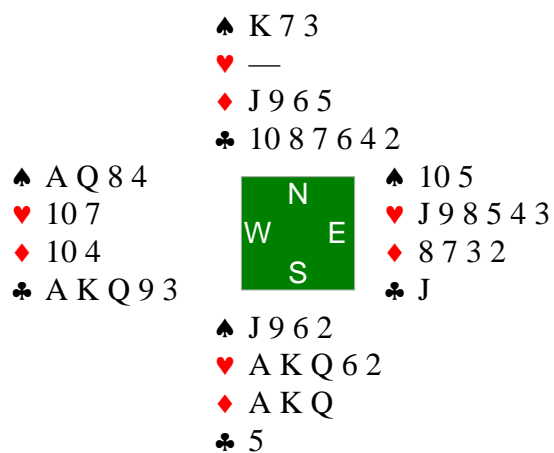 ♠ K 7 3
♥ —
♦ J 9 6 5
♣ 10 8 7 6 4 2
♠ A Q 8 4
♥ 10 7
♦ 10 4
♣ A K Q 9 3
N
W E
S
♠ 10 5
♥ J 9 8 5 4 3
♦ 8 7 3 2
♣ J
♠ J 9 6 2
♥ A K Q 6 2
♦ A K Q
♣ 5